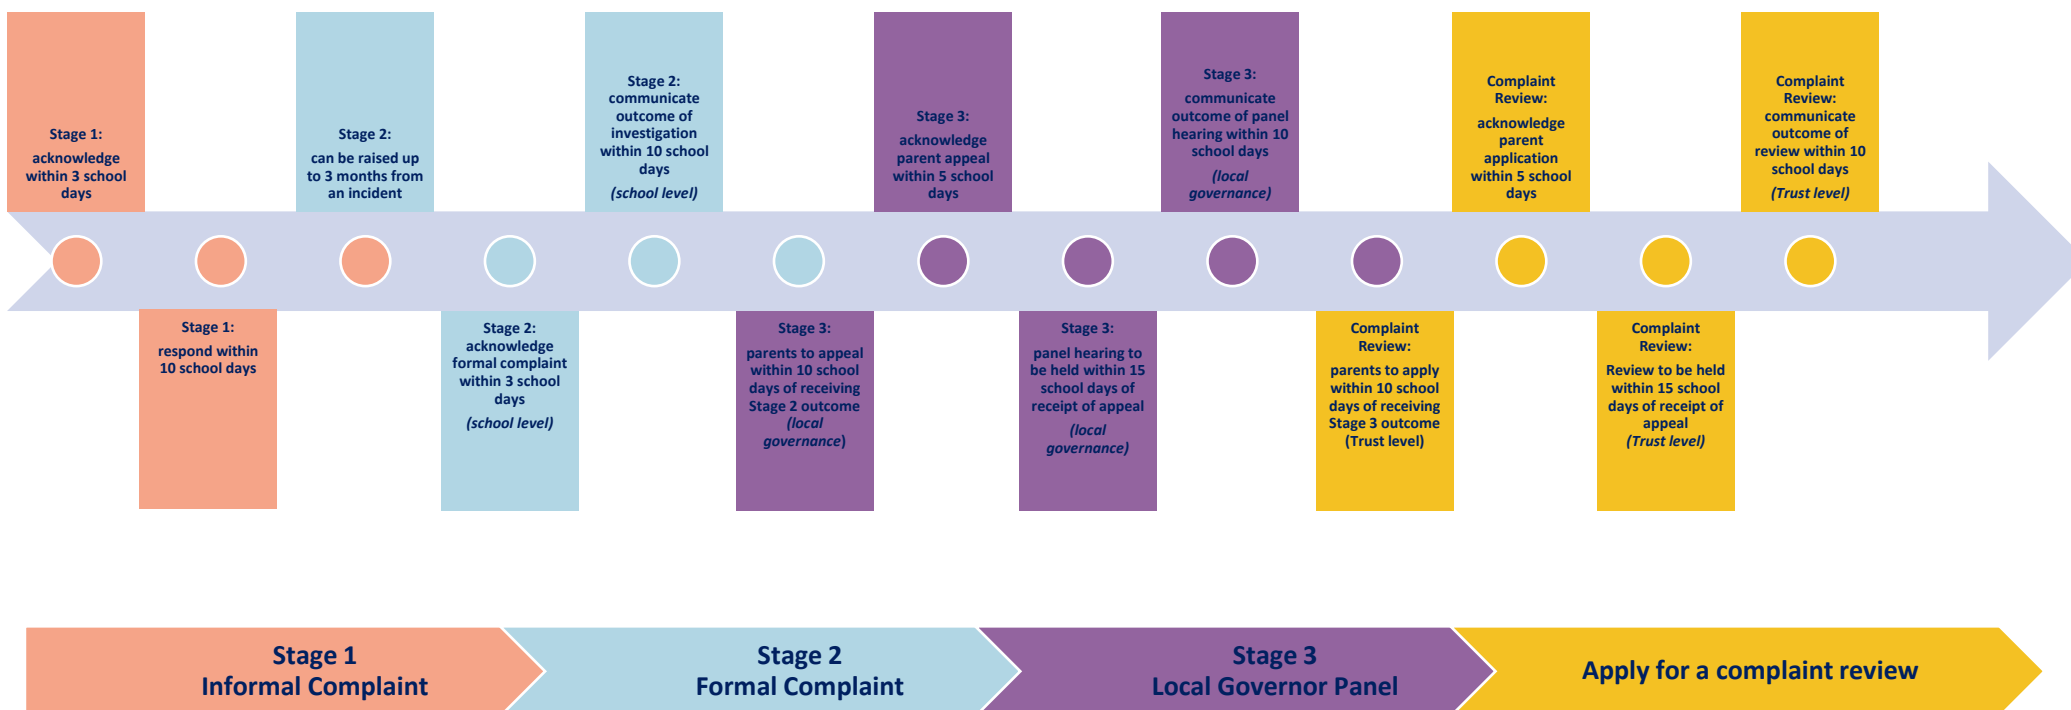 Stage 1:
acknowledge
within 3 school
days
Stage 1:
respond within
10 school days
Stage 2:
can be raised up
to 3 months from
an incident
Stage 2:
acknowledge
formal complaint
within 3 school
days
(school level)
Stage 2:
communicate
outcome of
investigation
within 10 school
days
(school level)
Stage 3:
parents to appeal
within 10 school
days of receiving
Stage 2 outcome
(local
governance)
Stage 3:
acknowledge
parent appeal
within 5 school
days
Stage 3:
panel hearing to
be held within 15
school days of
receipt of appeal
(local
governance)
Stage 3:
communicate
outcome of panel
hearing within 10
school days
(local
governance)
Complaint
Review:
parents to apply
within 10 school
days of receiving
Stage 3 outcome
(Trust level)
Complaint
Review:
acknowledge
parent
application
within 5 school
days
Complaint
Review:
Review to be held
within 15 school
days of receipt of
appeal
(Trust level)
Complaint
Review:
communicate
outcome of
review within 10
school days
(Trust level)
Stage 1
Informal Complaint
Stage 2
Formal Complaint
Stage 3
Local Governor Panel
Apply for a complaint review